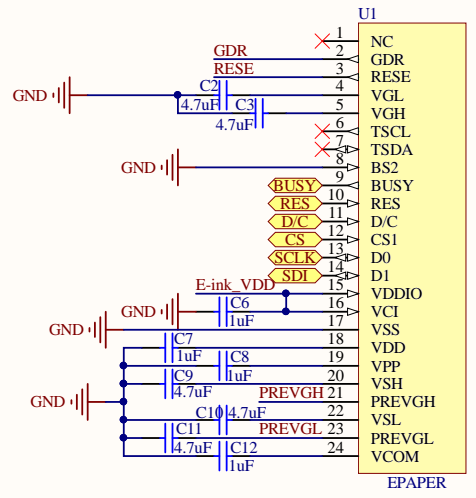 U1
1 NC
GDR 2 GDR
RESE 3 RESE
GND C2 4.7uF 4 VGL
C3 4.7uF 5 VGH
6 TSCL
7 TSDA
GND 8 BS2
BUSY 9 BUSY
RES 10 RES
D/C 11 D/C
CS 12 CS1
SCLK 13 D0
SDI 14 D1
E-ink_VDD 15 VDDIO
GND C6 1uF 16 VCI
GND 17 VSS
C7 1uF 18 VDD
C8 1uF 19 VPP
C9 4.7uF 20 VSH
GND PREVGH 21 PREVGH
C10 4.7uF 22 VSL
C11 4.7uF PREVGL 23 PREVGL
C12 1uF 24 VCOM
EPAPER